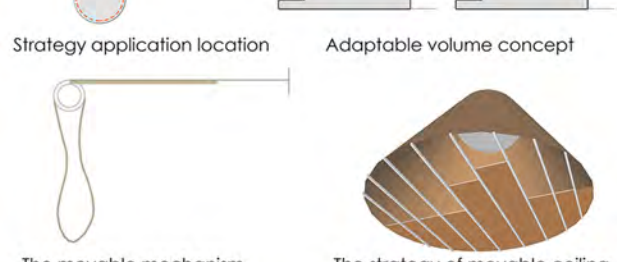 Strategy application location
Adaptable volume concept
The movable mechanism
The strategy of movable ceiling